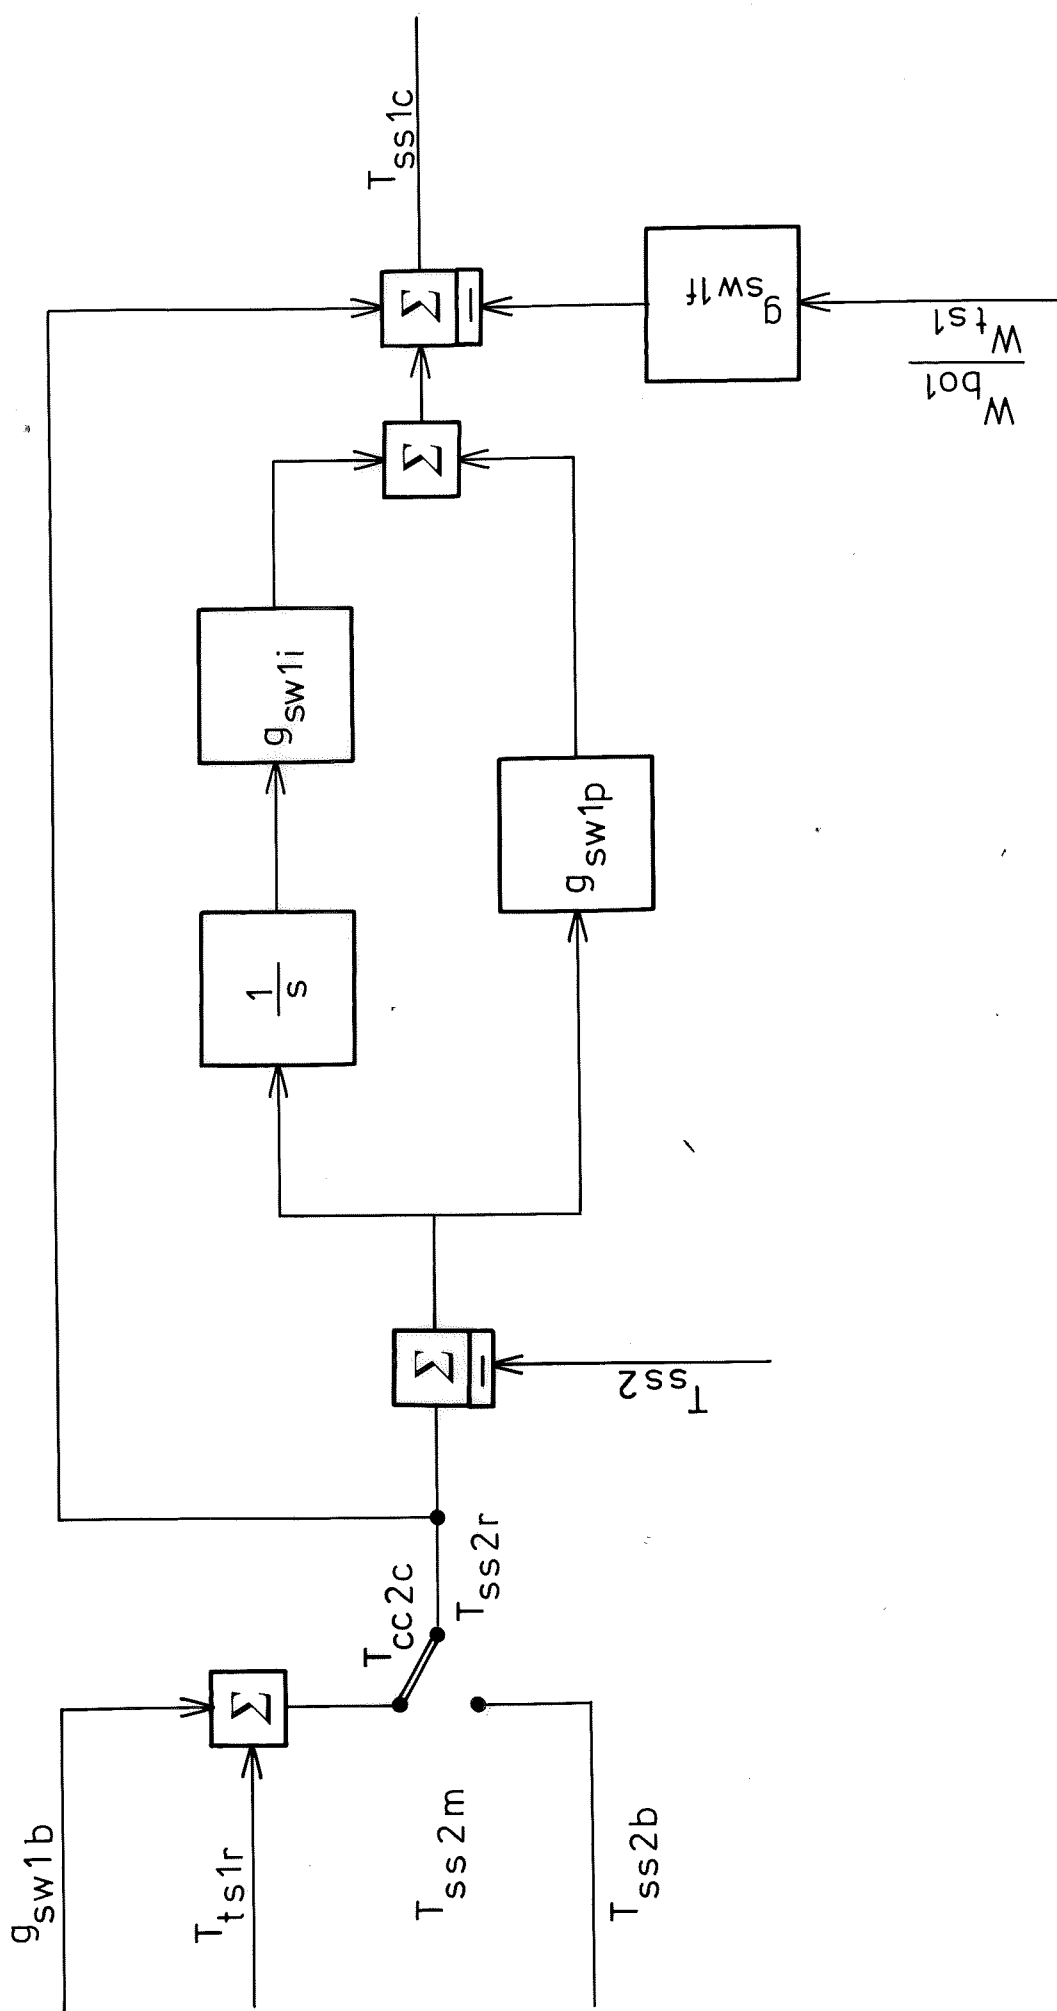 g_sw1b
T_ts1r
T_ss2m
T_ss2b
Σ
T_cc2c
T_ss2r
Σ
−
T_ss2
1
s
g_sw1i
g_sw1p
Σ
Σ
−
g_sw1f
W_bo1
W_ts1
T_ss1c